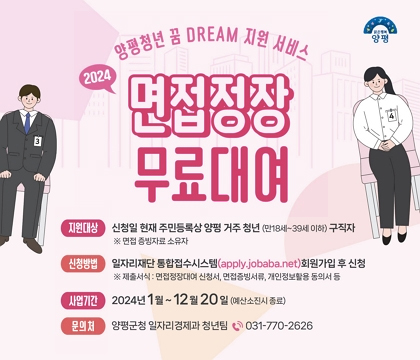 양평청년 꿈 DREAM 지원 서비스
양평
2024
면접정장
무료대여
3
4
지원대상 신청일 현재 주민등록상 양평 거주 청년 (만18세~39세 이하) 구직자
※ 면접 증빙자료 소유자
신청방법 일자리재단 통합접수시스템(apply.jobaba.net)회원가입 후 신청
※ 제출서식 : 면접정장대여 신청서, 면접증빙서류, 개인정보활용 동의서 등
사업기간 2024년 1월 ~ 12월 20일 (예산소진시 종료)
문의처 양평군청 일자리경제과 청년팀 031-770-2626